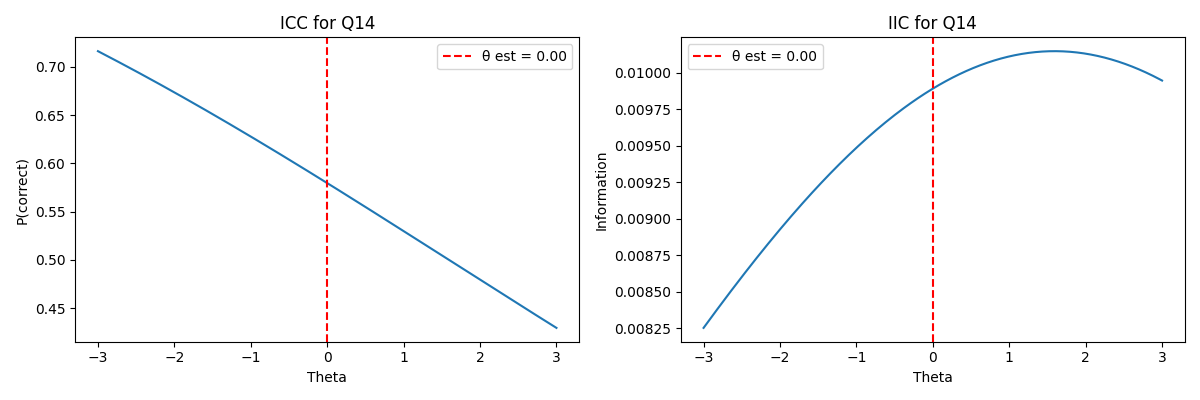 ICC for Q14
θ est = 0.00
P(correct)
0.70
0.65
0.60
0.55
0.50
0.45
−3 −2 −1 0 1 2 3
Theta
IIC for Q14
θ est = 0.00
Information
0.01000
0.00975
0.00950
0.00925
0.00900
0.00875
0.00850
0.00825
−3 −2 −1 0 1 2 3
Theta